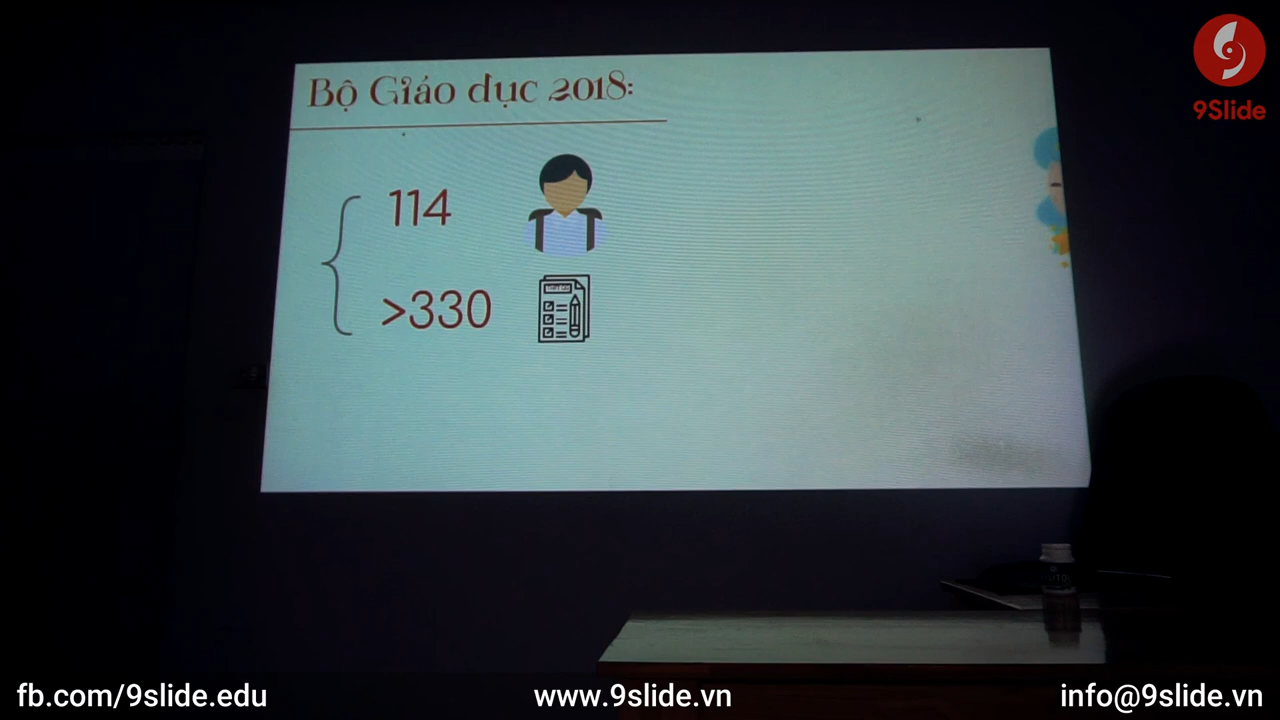 9Slide
Bộ Giáo dục 2018:
114
>330
fb.com/9slide.edu
www.9slide.vn
info@9slide.vn